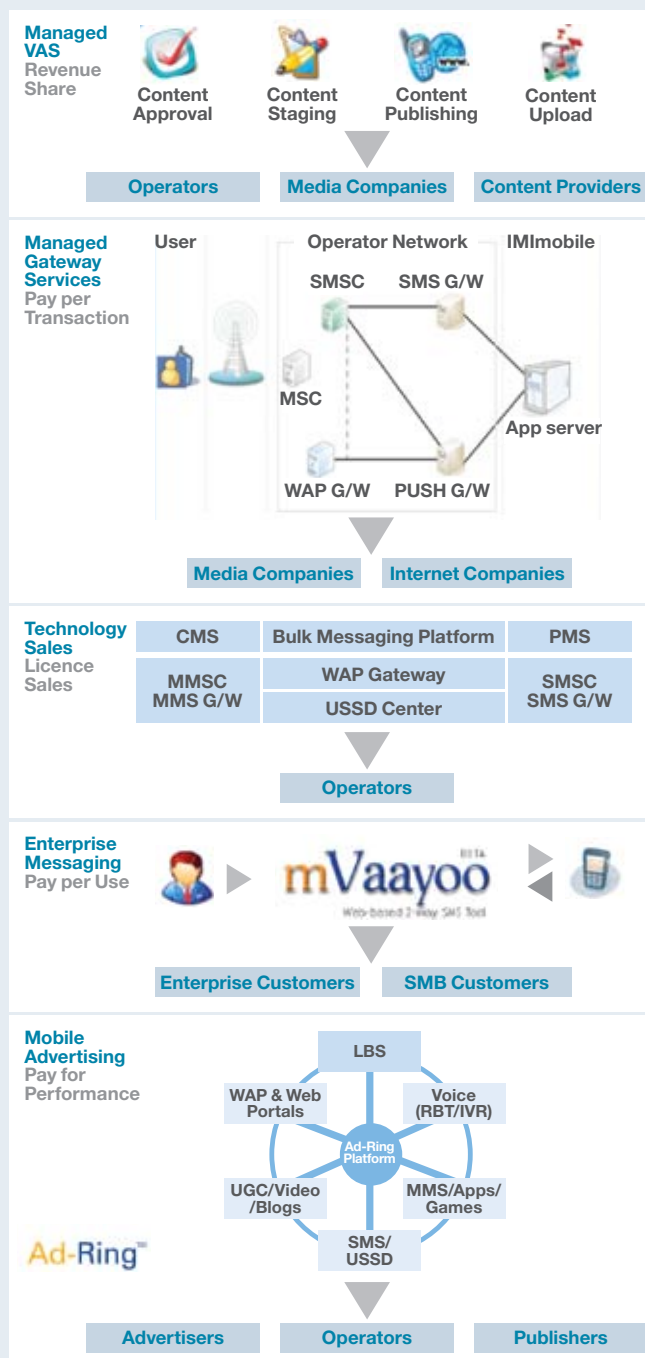 Managed
VAS
Revenue
Share
Content
Approval
Content
Staging
Content
Publishing
Content
Upload
Operators
Media Companies
Content Providers
Managed
Gateway
Services
Pay per
Transaction
User
Operator Network
IMImobile
SMSC
SMS G/W
MSC
App server
WAP G/W
PUSH G/W
Media Companies
Internet Companies
Technology
Sales
Licence
Sales
CMS
Bulk Messaging Platform
PMS
MMSC
MMS G/W
WAP Gateway
USSD Center
SMSC
SMS G/W
Operators
Enterprise
Messaging
Pay per Use
BETA
mVaayoo
Web-based 2-way SMS Tool
Enterprise Customers
SMB Customers
Mobile
Advertising
Pay for
Performance
LBS
WAP & Web
Portals
Voice
(RBT/IVR)
Ad-Ring
Platform
UGC/Video
/Blogs
MMS/Apps/
Games
SMS/
USSD
Ad-Ring™
Advertisers
Operators
Publishers